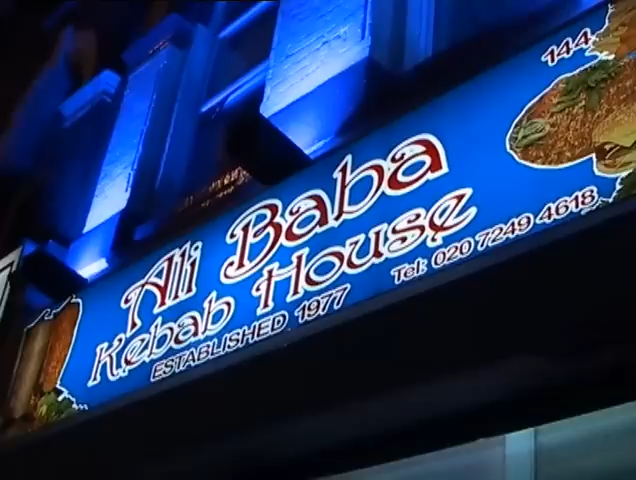 144
Ali Baba
Kebab House
Tel: 020 7249 4618
ESTABLISHED 1977